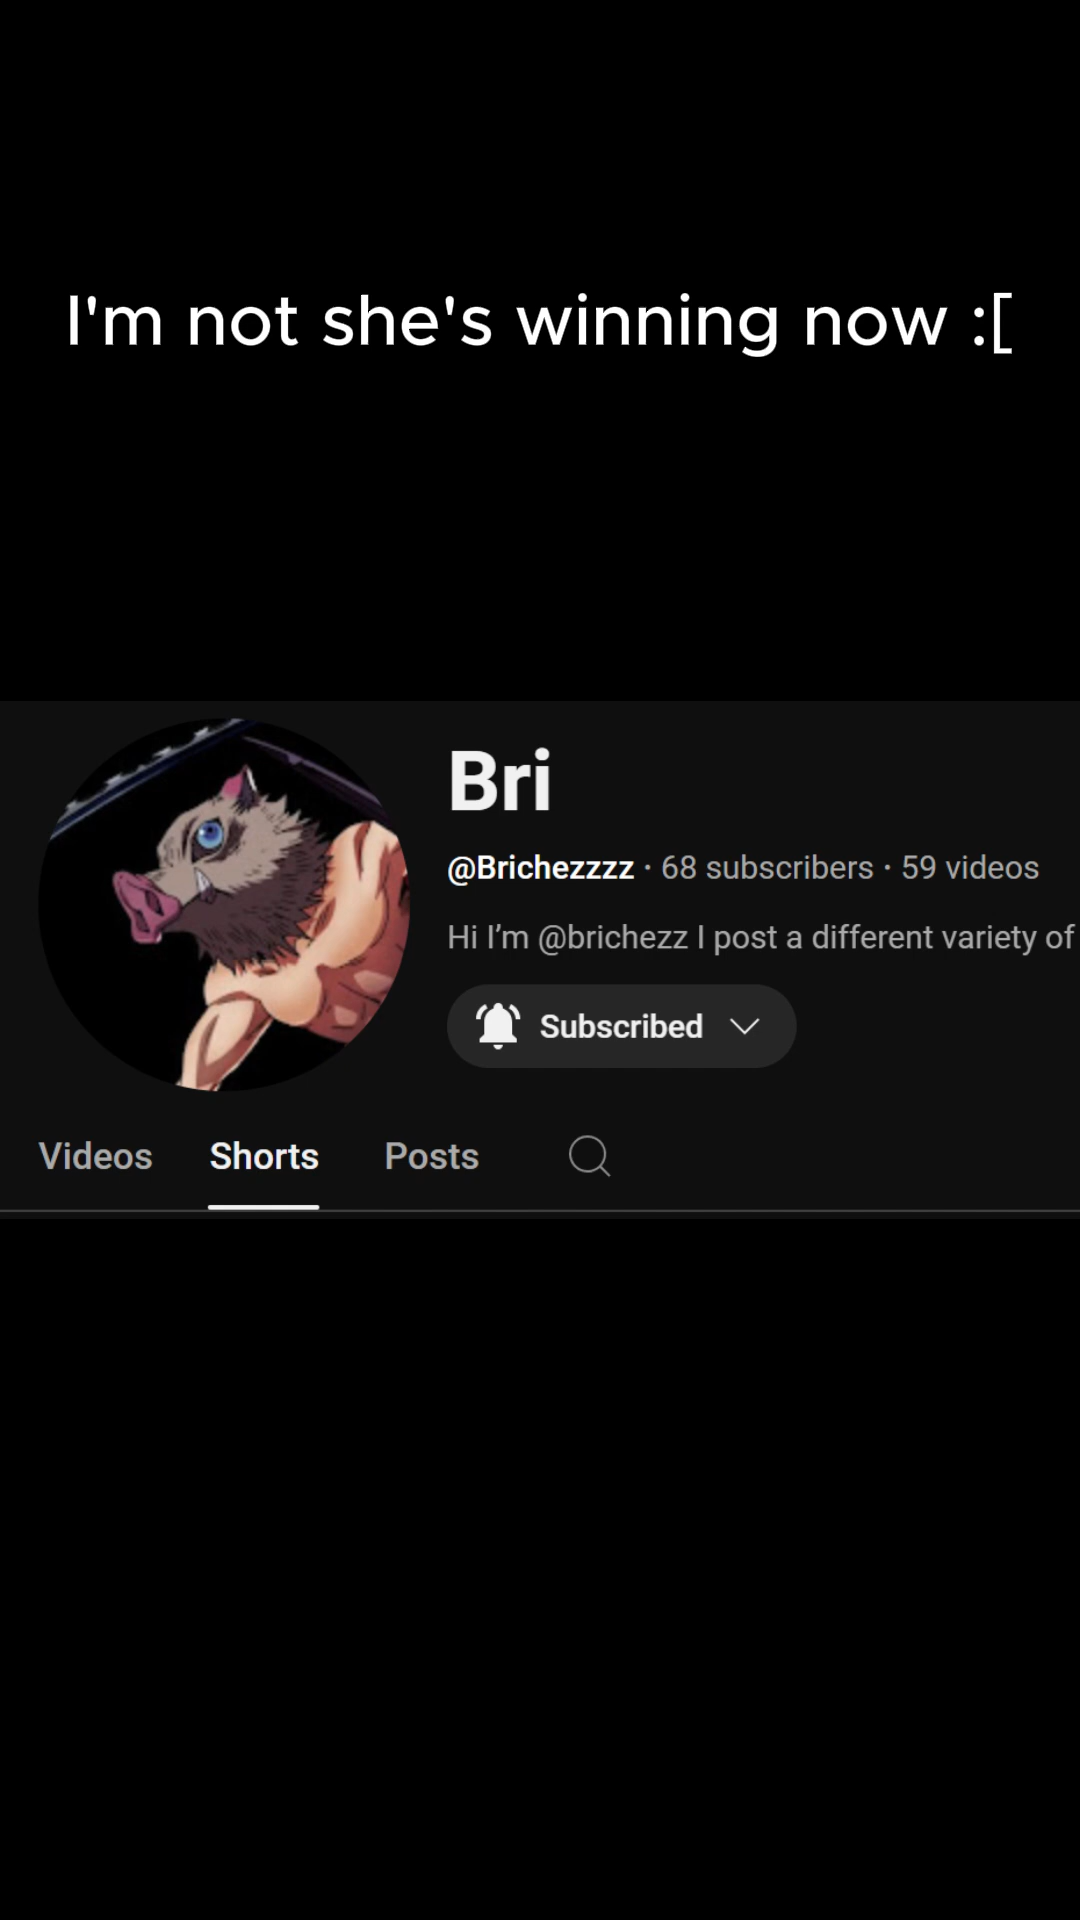 I'm not she's winning now :[
Bri
@Brichezzzz · 68 subscribers · 59 videos
Hi I’m @brichezz I post a different variety of
Subscribed
Videos Shorts Posts